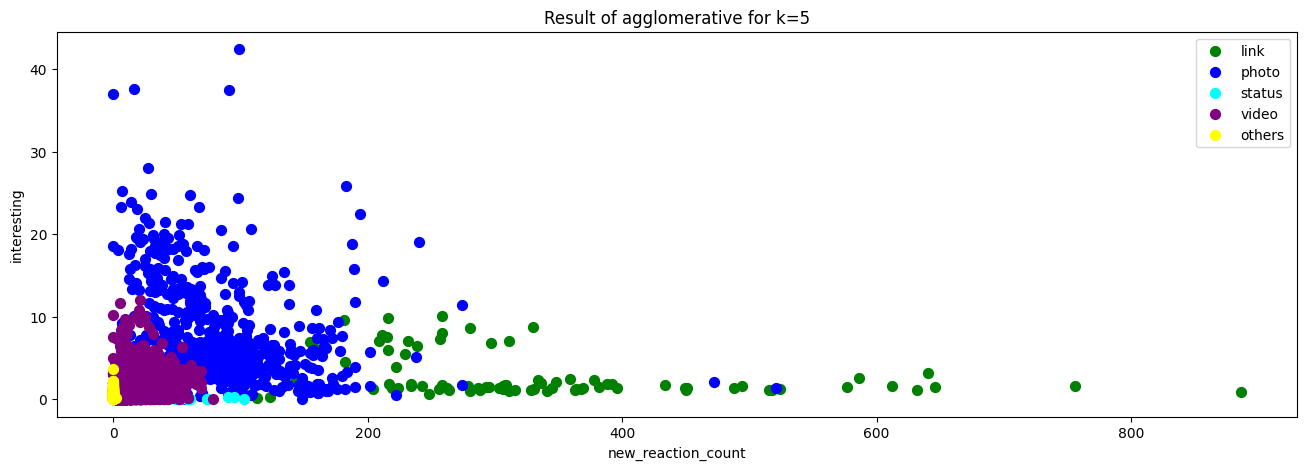 Result of agglomerative for k=5
link
photo
status
video
others
interesting
40
30
20
10
0
0 200 400 600 800
new_reaction_count